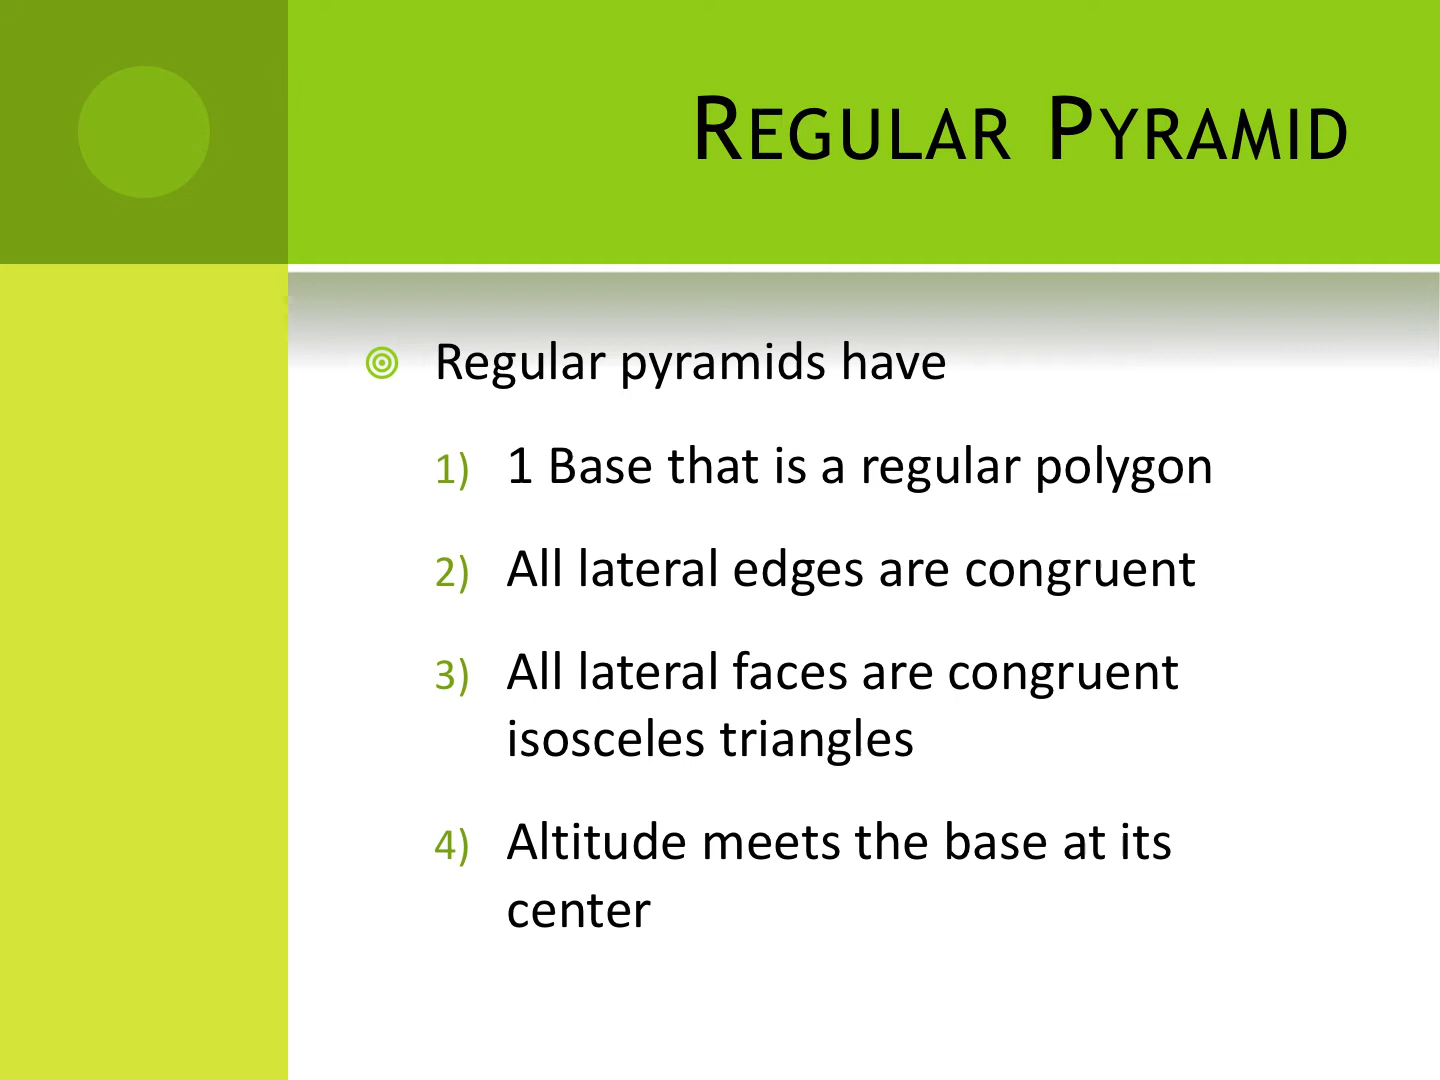 REGULAR PYRAMID
Regular pyramids have
1) 1 Base that is a regular polygon
2) All lateral edges are congruent
3) All lateral faces are congruent
isosceles triangles
4) Altitude meets the base at its
center